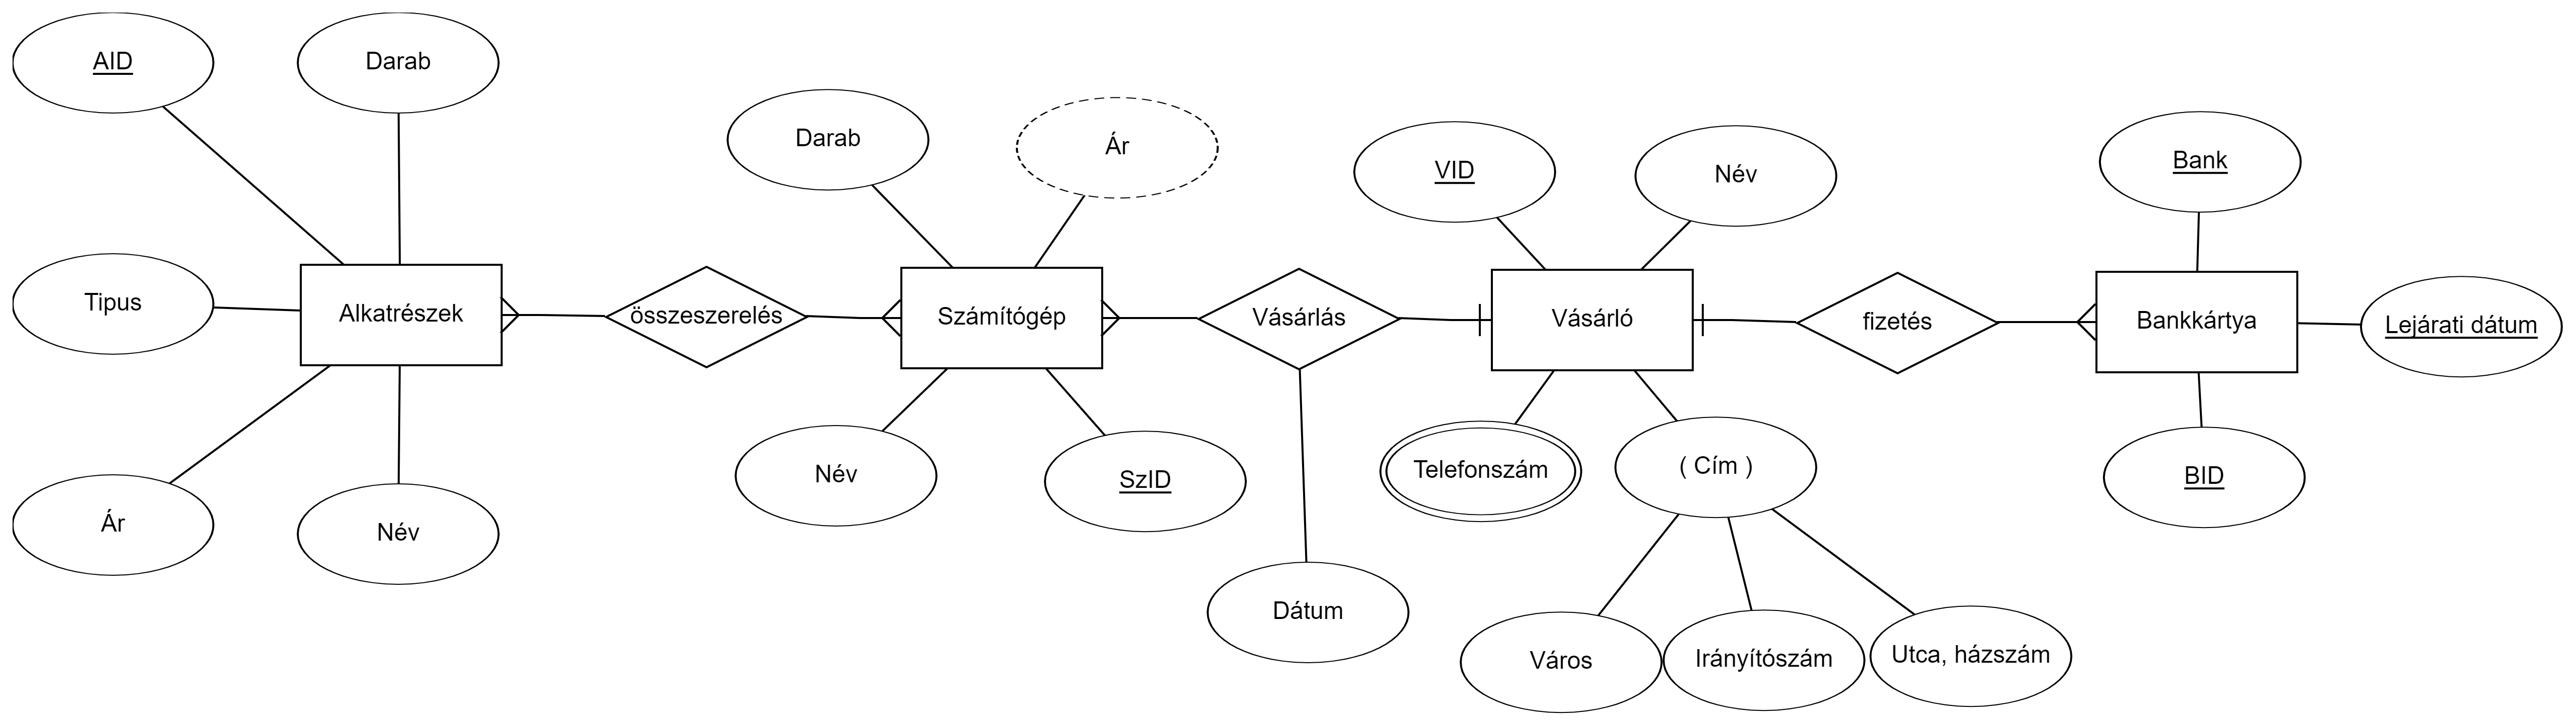 AID
Darab
Darab
Ár
Bank
VID
Név
Tipus
Alkatrészek
összeszerelés
Számítógép
Vásárlás
Vásárló
fizetés
Bankkártya
Lejárati dátum
Ár
Név
Név
SzID
Telefonszám
( Cím )
BID
Dátum
Város
Irányítószám
Utca, házszám